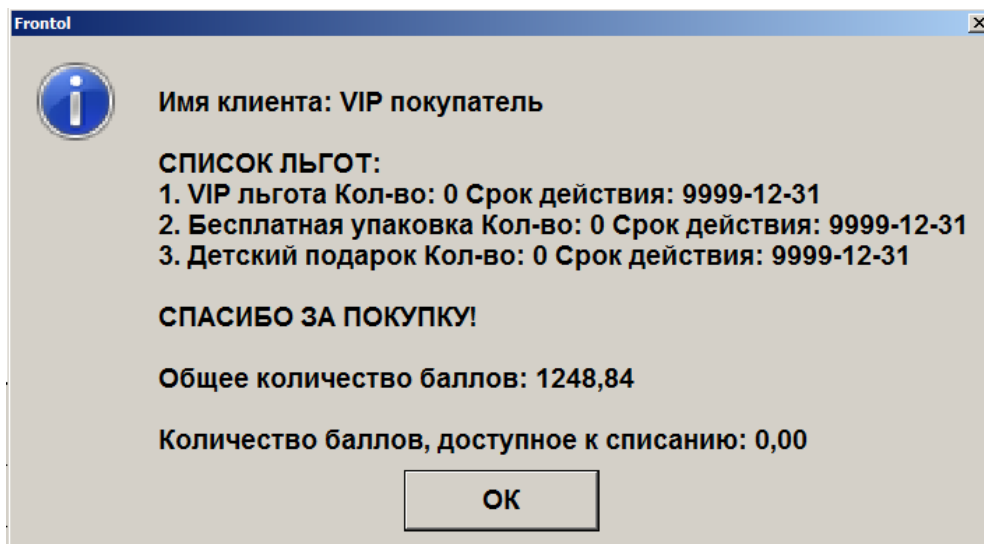 Frontol
Имя клиента: VIP покупатель
СПИСОК ЛЬГОТ:
1. VIP льгота Кол-во: 0 Срок действия: 9999-12-31
2. Бесплатная упаковка Кол-во: 0 Срок действия: 9999-12-31
3. Детский подарок Кол-во: 0 Срок действия: 9999-12-31
СПАСИБО ЗА ПОКУПКУ!
Общее количество баллов: 1248,84
Количество баллов, доступное к списанию: 0,00
ОК